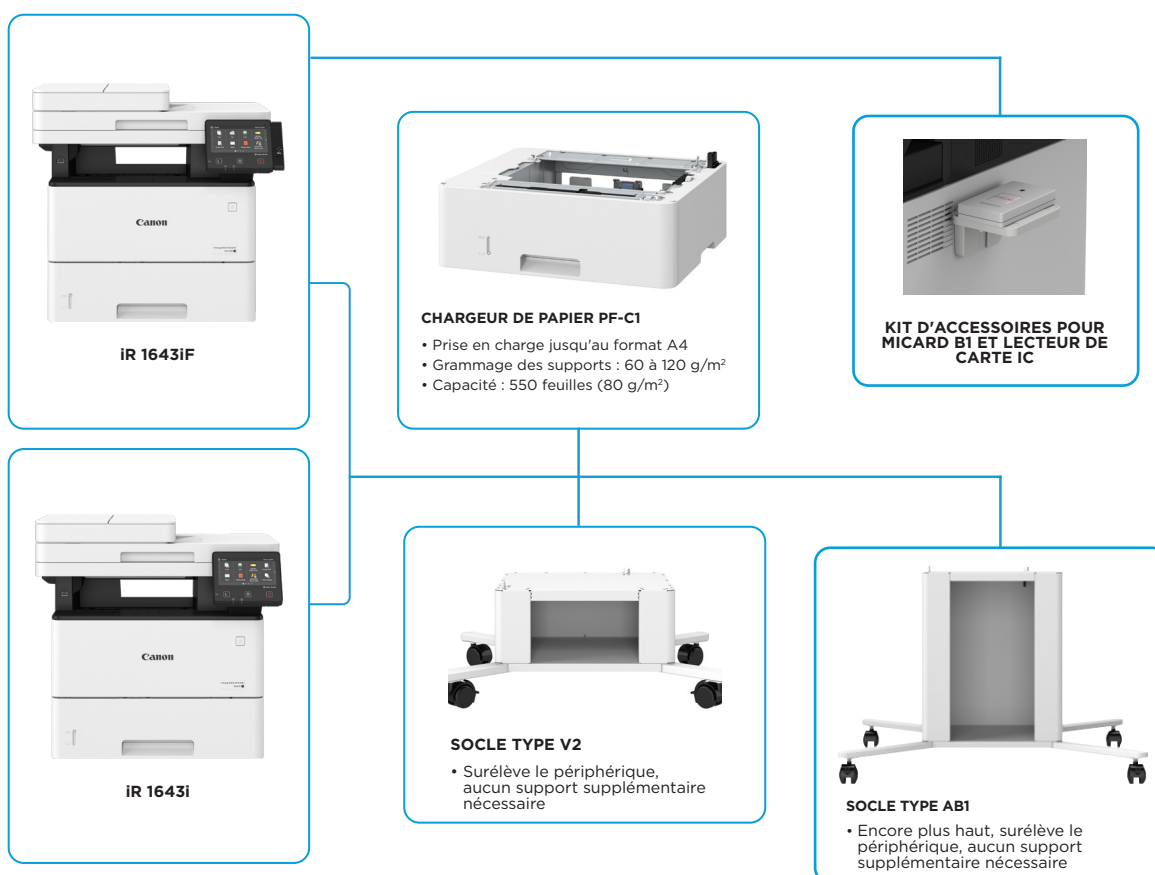 Canon
iR 1643iF
CHARGEUR DE PAPIER PF-C1
• Prise en charge jusqu'au format A4
• Grammage des supports : 60 à 120 g/m²
• Capacité : 550 feuilles (80 g/m²)
KIT D'ACCESSOIRES POUR
MICARD B1 ET LECTEUR DE
CARTE IC
Canon
iR 1643i
SOCLE TYPE V2
• Surélève le périphérique,
aucun support supplémentaire
nécessaire
SOCLE TYPE AB1
• Encore plus haut, surélève le
périphérique, aucun support
supplémentaire nécessaire